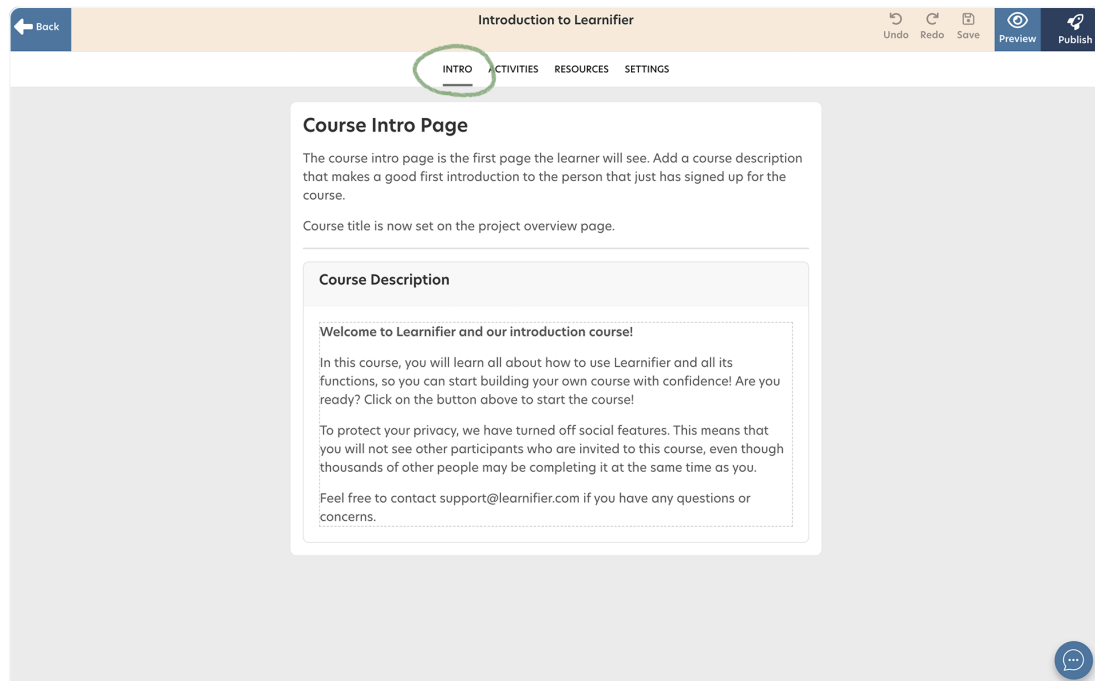 Back
Introduction to Learnifier
Undo Redo Save Preview Publish
INTRO ACTIVITIES RESOURCES SETTINGS
Course Intro Page
The course intro page is the first page the learner will see. Add a course description
that makes a good first introduction to the person that just has signed up for the
course.
Course title is now set on the project overview page.
Course Description
Welcome to Learnifier and our introduction course!
In this course, you will learn all about how to use Learnifier and all its
functions, so you can start building your own course with confidence! Are you
ready? Click on the button above to start the course!
To protect your privacy, we have turned off social features. This means that
you will not see other participants who are invited to this course, even though
thousands of other people may be completing it at the same time as you.
Feel free to contact support@learnifier.com if you have any questions or
concerns.